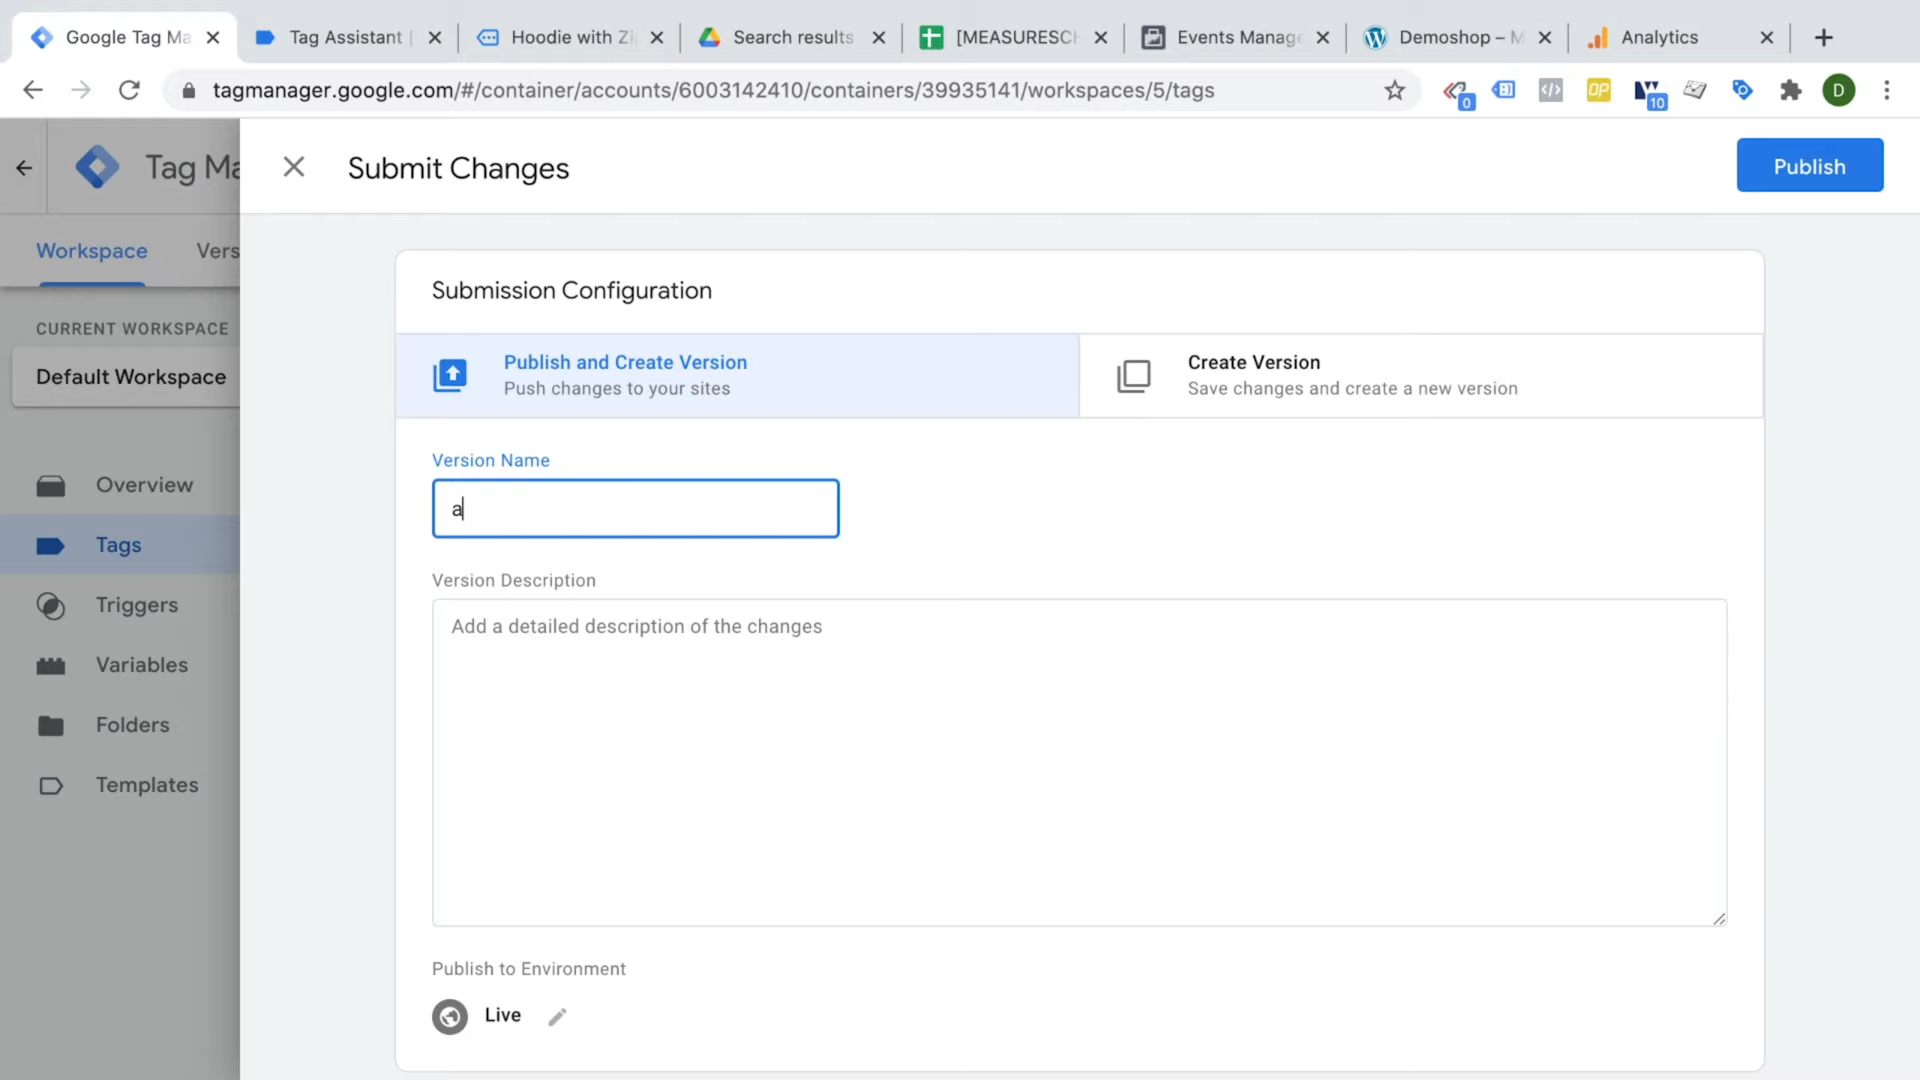 Google Tag Ma
Tag Assistant
Hoodie with Zi
Search results
[MEASURESCH
Events Manage
Demoshop – M
Analytics
tagmanager.google.com/#/container/accounts/6003142410/containers/39935141/workspaces/5/tags
0
OP
10
D
Tag Ma
Submit Changes
Publish
Workspace
Vers
CURRENT WORKSPACE
Default Workspace
Overview
Tags
Triggers
Variables
Folders
Templates
Submission Configuration
Publish and Create Version
Push changes to your sites
Create Version
Save changes and create a new version
Version Name
a
Version Description
Add a detailed description of the changes
Publish to Environment
Live